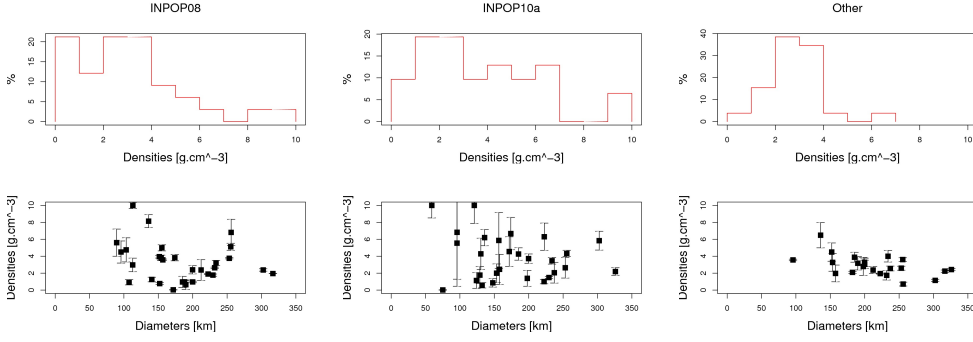 INPOP08 INPOP10a Other
% 0 5 10 15 20
0 2 4 6 8 10
Densities [g.cm^−3]
% 0 5 10 15 20
0 2 4 6 8 10
Densities [g.cm^−3]
% 0 10 20 30 40
0 2 4 6 8 10
Densities [g.cm^−3]
Densities [g.cm^−3] 0 2 4 6 8 10
0 50 100 150 200 250 300 350
Diameters [km]
Densities [g.cm^−3] 0 2 4 6 8 10
0 50 100 150 200 250 300 350
Diameters [km]
Densities [g.cm^−3] 0 2 4 6 8 10
0 50 100 150 200 250 300 350
Diameters [km]